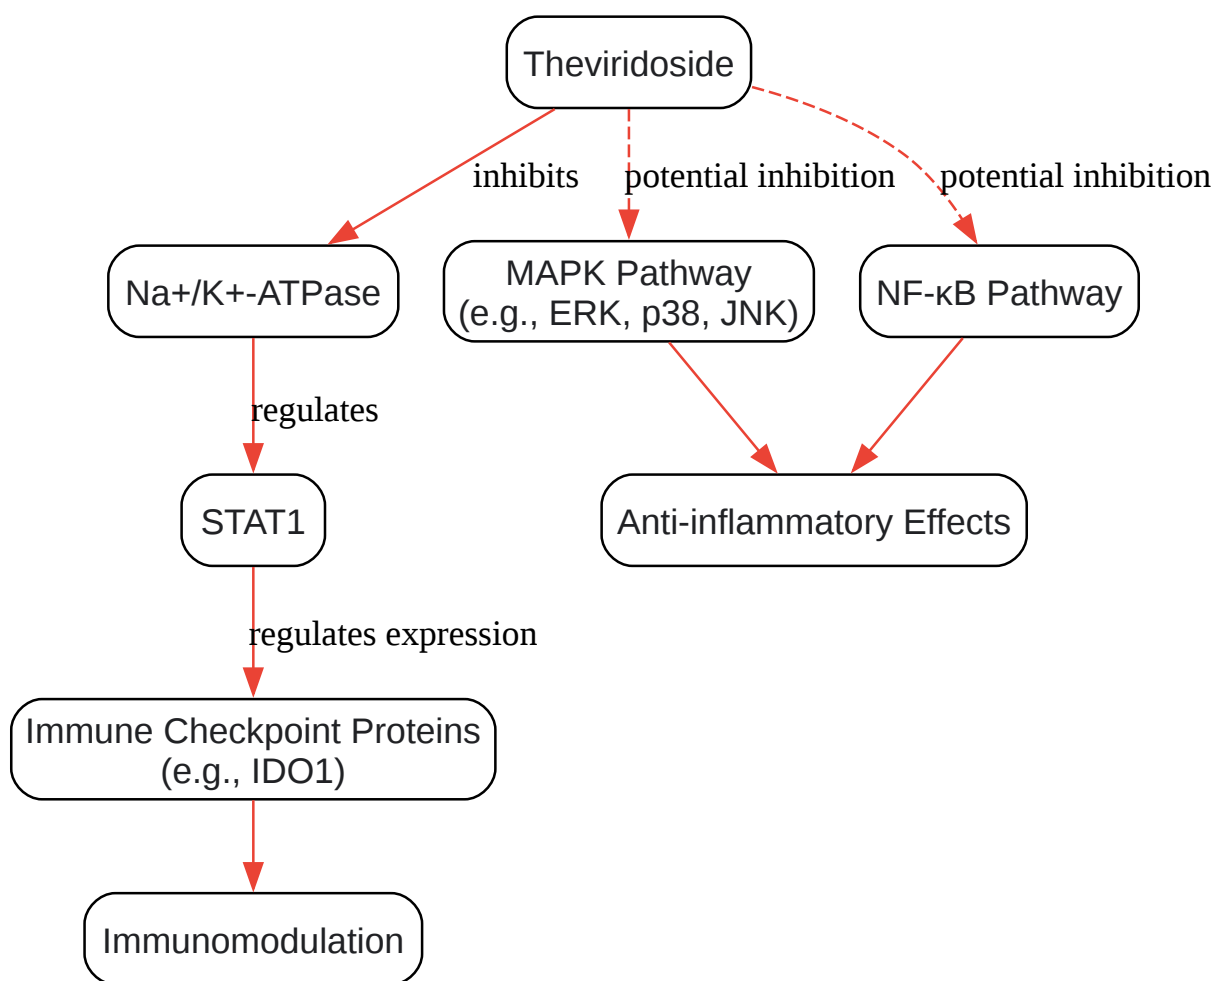 Theviridoside
inhibits
potential inhibition
potential inhibition
Na+/K+-ATPase
MAPK Pathway
(e.g., ERK, p38, JNK)
NF-κB Pathway
regulates
STAT1
Anti-inflammatory Effects
regulates expression
Immune Checkpoint Proteins
(e.g., IDO1)
Immunomodulation